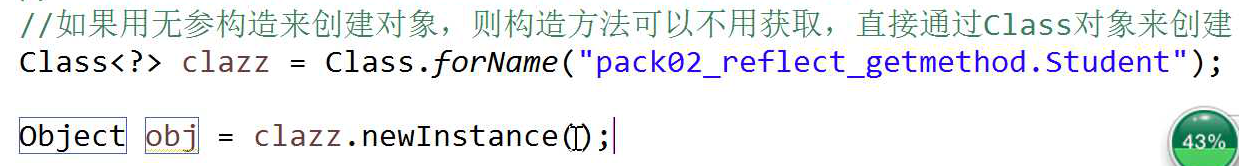 //如果用无参构造来创建对象，则构造方法可以不用获取，直接通过Class对象来创建
Class<?> clazz = Class.forName("pack02_reflect_getmethod.Student");
Object obj = clazz.newInstance();
43%